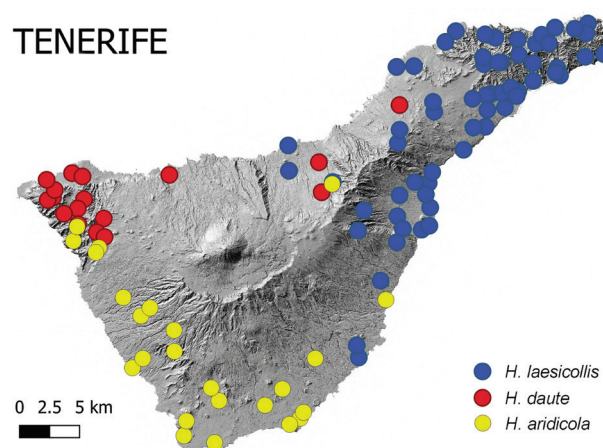 TENERIFE
H. laesicollis
H. daute
H. aridicola
0 2.5 5 km